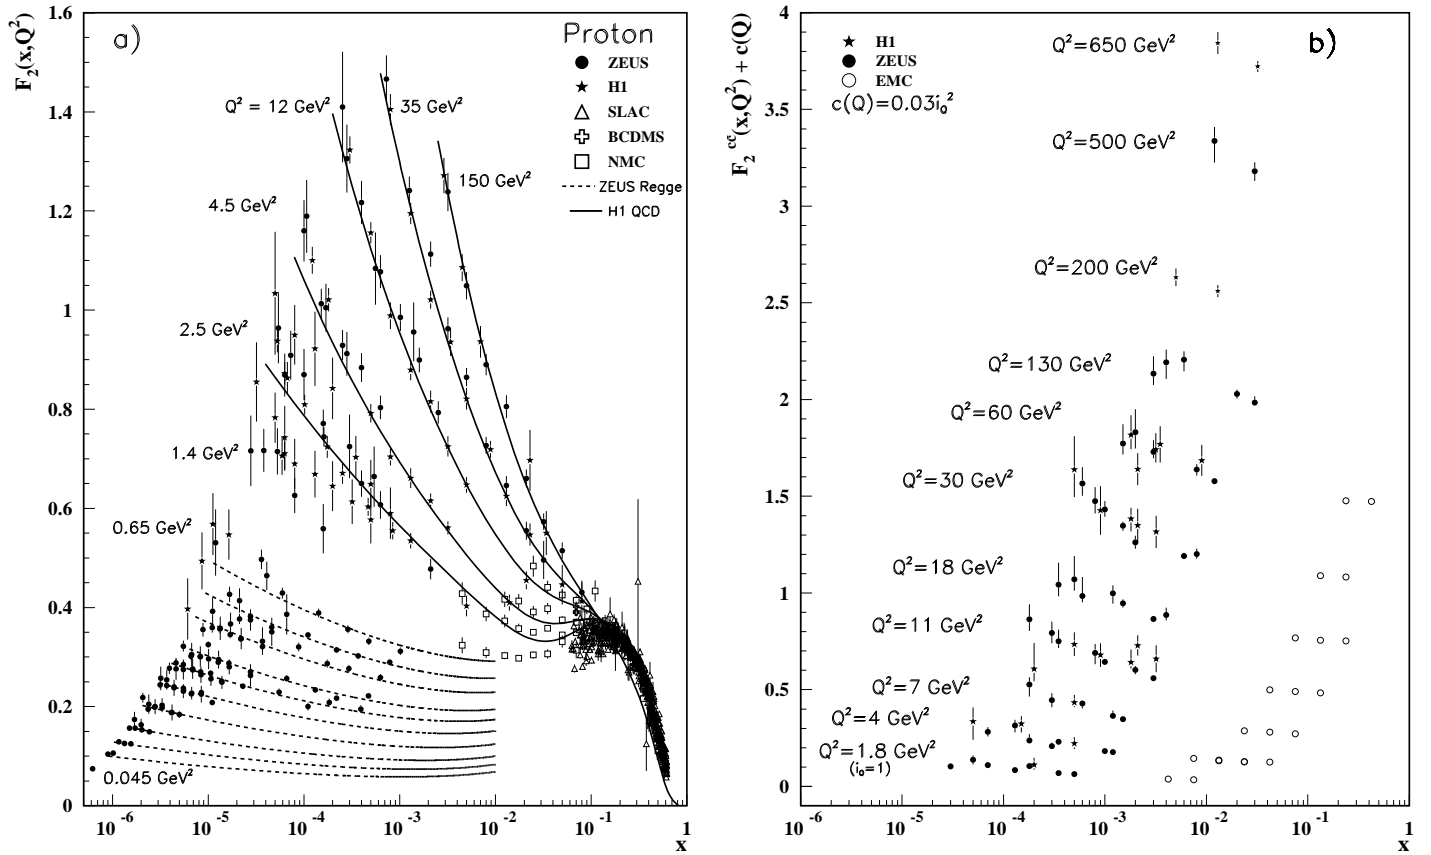 F₂(x,Q²)
a)
Proton
ZEUS
H1
SLAC
BCDMS
NMC
ZEUS Regge
H1 QCD
Q² = 12 GeV²
35 GeV²
150 GeV²
4.5 GeV²
2.5 GeV²
1.4 GeV²
0.65 GeV²
0.045 GeV²
1.6
1.4
1.2
1
0.8
0.6
0.4
0.2
0
10⁻⁶ 10⁻⁵ 10⁻⁴ 10⁻³ 10⁻² 10⁻¹ 1
x
F₂ᶜᶜ(x,Q²) + c(Q)
b)
H1
ZEUS
EMC
c(Q)=0.03i_Q²
Q²=650 GeV²
Q²=500 GeV²
Q²=200 GeV²
Q²=130 GeV²
Q²=60 GeV²
Q²=30 GeV²
Q²=18 GeV²
Q²=11 GeV²
Q²=7 GeV²
Q²=4 GeV²
Q²=1.8 GeV²
(i_Q=1)
4
3.5
3
2.5
2
1.5
1
0.5
0
10⁻⁶ 10⁻⁵ 10⁻⁴ 10⁻³ 10⁻² 10⁻¹ 1
x